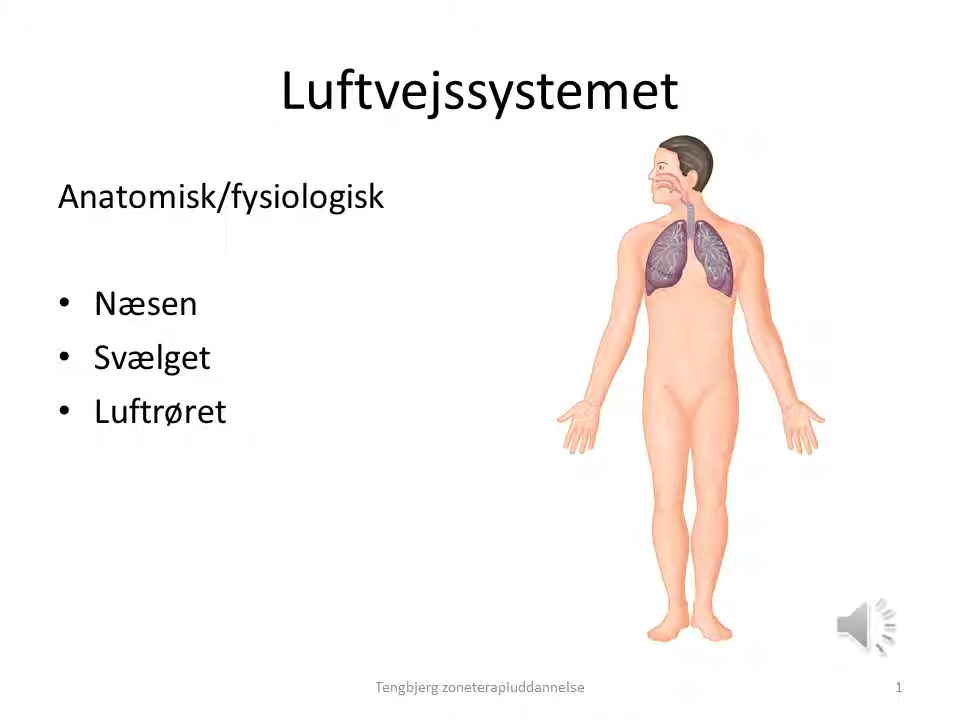 Luftvejssystemet
Anatomisk/fysiologisk
• Næsen
• Svælget
• Luftrøret
Tengbjerg zoneterapiuddannelse
1